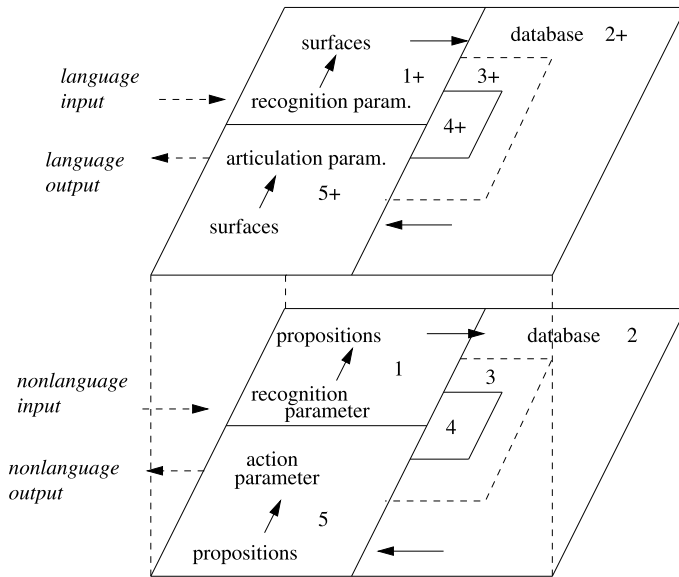 surfaces
database 2+
language
input
1+
3+
recognition param.
4+
language
output
articulation param.
5+
surfaces
propositions
database 2
nonlanguage
input
1
3
recognition
parameter
4
nonlanguage
output
action
parameter
5
propositions